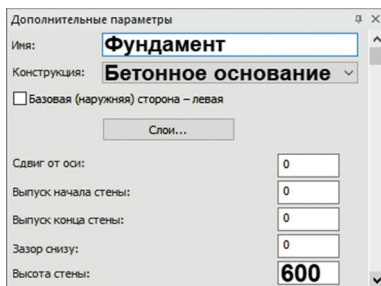 Дополнительные параметры
Имя: Фундамент
Конструкция: Бетонное основание
Базовая (наружняя) сторона – левая
Слои...
Сдвиг от оси: 0
Выпуск начала стены: 0
Выпуск конца стены: 0
Зазор снизу: 0
Высота стены: 600